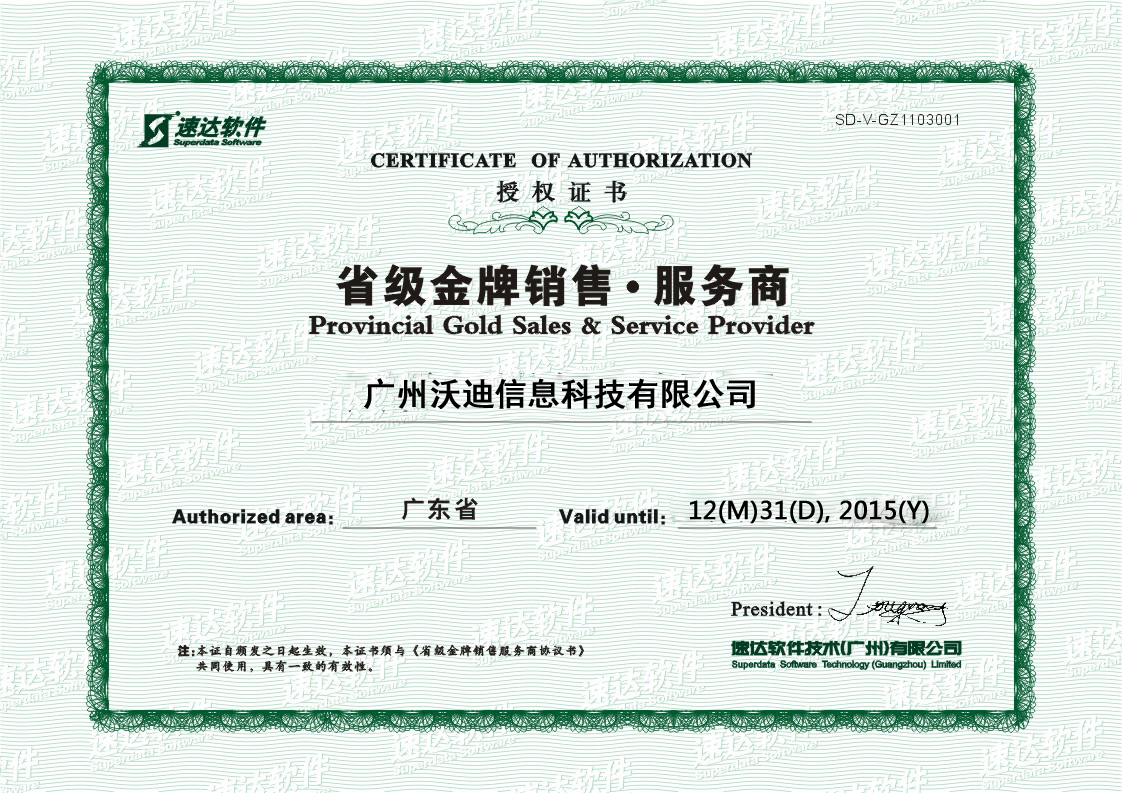 速达软件
Superdata Software
SD-V-GZ1103001
CERTIFICATE OF AUTHORIZATION
授权证书
省级金牌销售·服务商
Provincial Gold Sales & Service Provider
广州沃迪信息科技有限公司
Authorized area: 广东省 Valid until: 12(M)31(D), 2015(Y)
President:
注:本证自颁发之日起生效，本证书须与《省级金牌销售服务商协议书》
共同使用，具有一致的有效性。
速达软件技术(广州)有限公司
Superdata Software Technology (Guangzhou) Limited